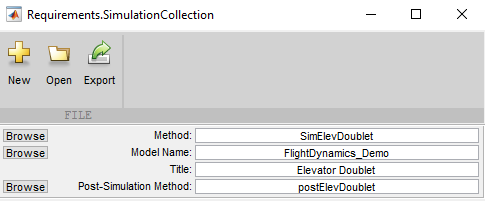 Requirements.SimulationCollection
New Open Export
FILE
Browse Method: SimElevDoublet
Browse Model Name: FlightDynamics_Demo
Title: Elevator Doublet
Browse Post-Simulation Method: postElevDoublet